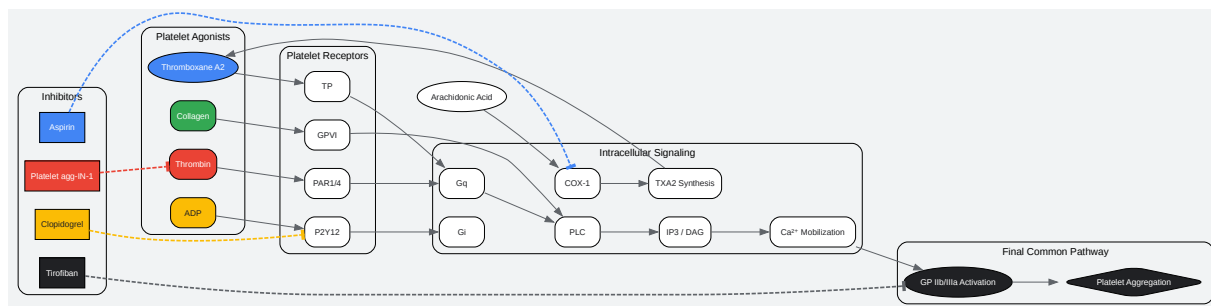 Inhibitors
Aspirin
Platelet agg-IN-1
Clopidogrel
Tirofiban
Platelet Agonists
Thromboxane A2
Collagen
Thrombin
ADP
Platelet Receptors
TP
GPVI
PAR1/4
P2Y12
Arachidonic Acid
Intracellular Signaling
Gq
COX-1
TXA2 Synthesis
Gi
PLC
IP3 / DAG
Ca²⁺ Mobilization
Final Common Pathway
GP IIb/IIIa Activation
Platelet Aggregation